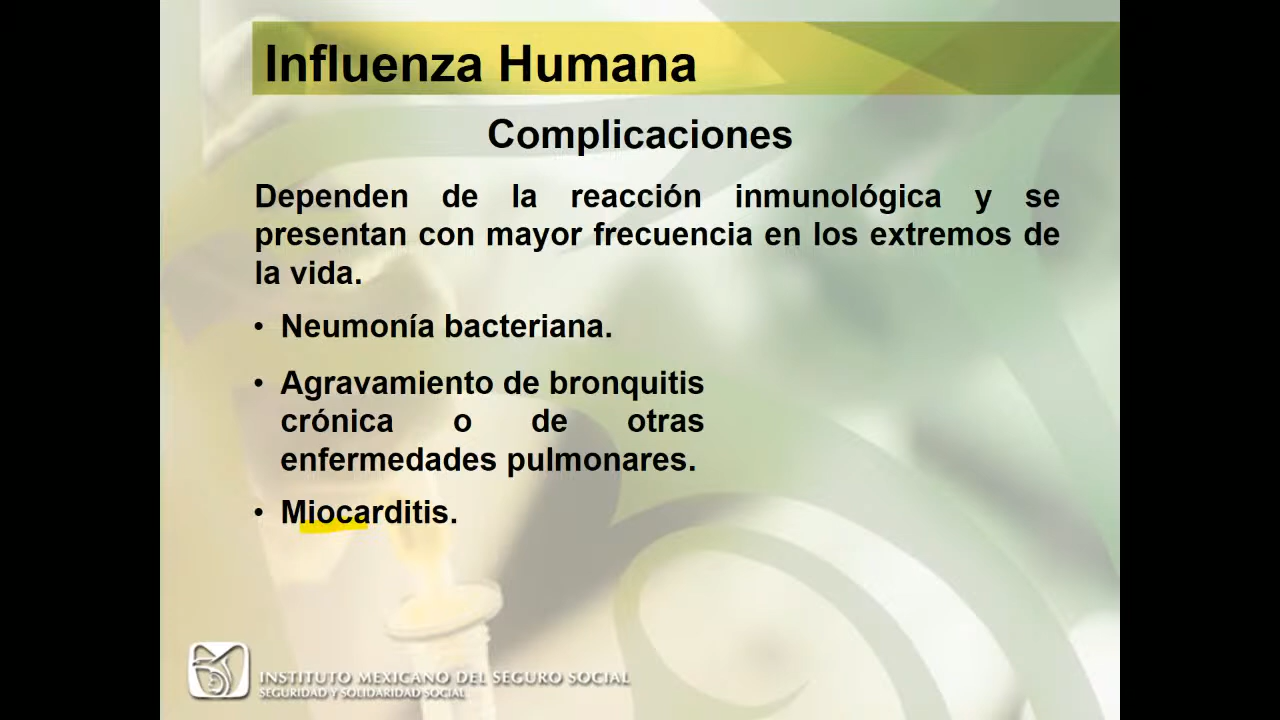 Influenza Humana
Complicaciones
Dependen de la reacción inmunológica y se
presentan con mayor frecuencia en los extremos de
la vida.
• Neumonía bacteriana.
• Agravamiento de bronquitis
crónica o de otras
enfermedades pulmonares.
• Miocarditis.
INSTITUTO MEXICANO DEL SEGURO SOCIAL
SEGURIDAD Y SOLIDARIDAD SOCIAL